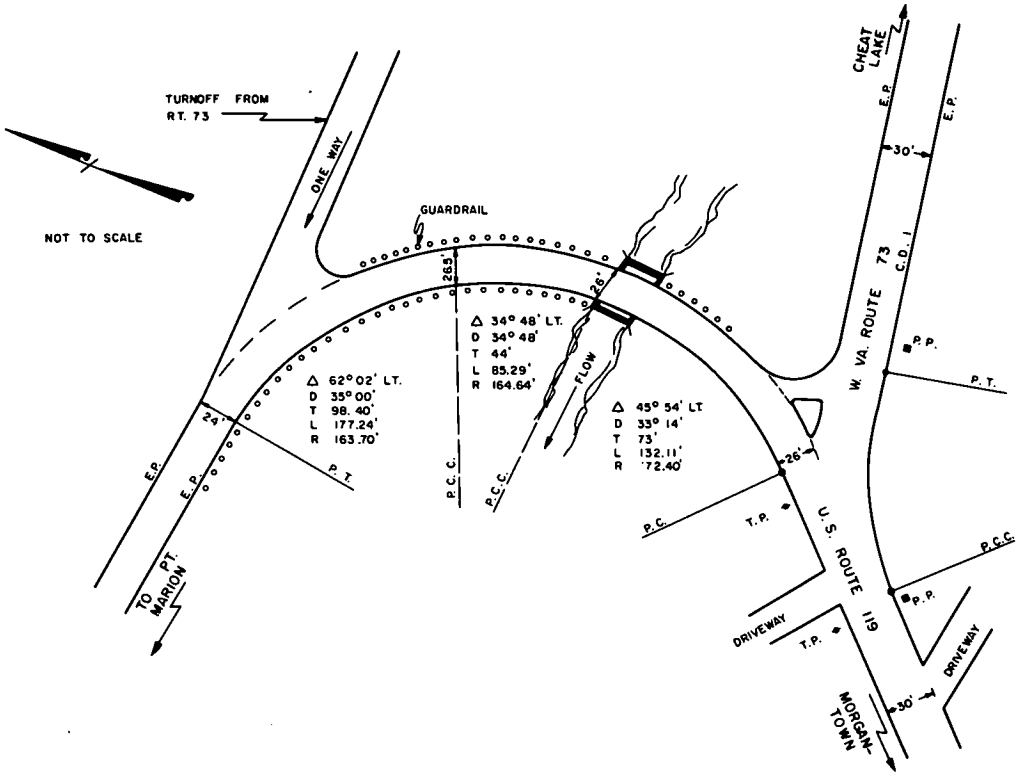 CHEAT
LAKE
TURNOFF FROM
RT. 73
ONE WAY
E.P.
E.P.
30'
NOT TO SCALE
GUARDRAIL
26.5'
26'
W. VA. ROUTE 73
C.D. 1
Δ 34° 48' LT.
D 34° 48'
T 44'
L 85.29'
R 164.64'
FLOW
P.P.
P.T.
Δ 62° 02' LT.
D 35° 00'
T 98.40'
L 177.24'
R 163.70'
Δ 45° 54' LT
D 33° 14'
T 73'
L 132.11'
R 172.40'
24'
P.T.
E.P.
E.P.
P.C.C.
P.C.C.
26'
P.C.
T.P.
U.S. ROUTE 119
P.C.C.
P.P.
TO PT.
MARION
DRIVEWAY
T.P.
DRIVEWAY
30'
MORGAN-
TOWN